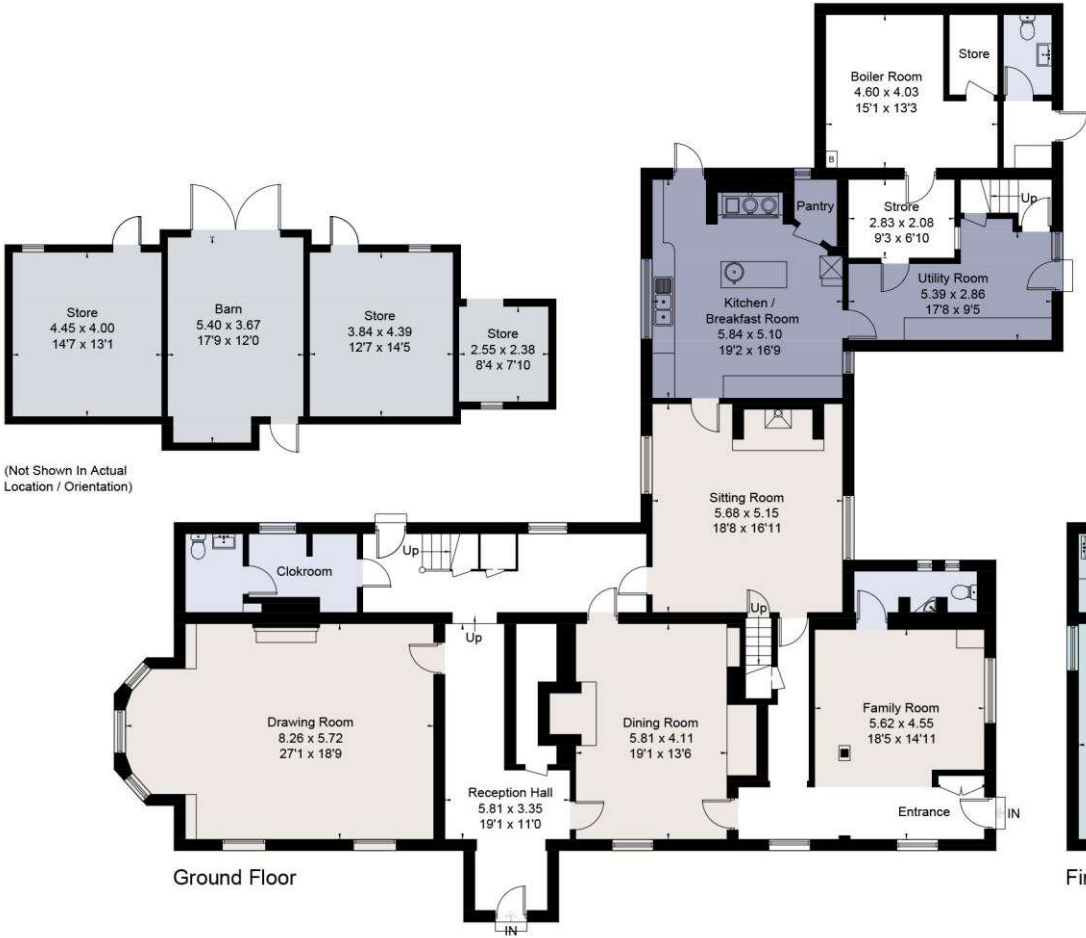 Boiler Room
4.60 x 4.03
15'1 x 13'3
Store
B
Strore
2.83 x 2.08
9'3 x 6'10
Up
Pantry
Utility Room
5.39 x 2.86
17'8 x 9'5
Kitchen /
Breakfast Room
5.84 x 5.10
19'2 x 16'9
Store
4.45 x 4.00
14'7 x 13'1
Barn
5.40 x 3.67
17'9 x 12'0
Store
3.84 x 4.39
12'7 x 14'5
Store
2.55 x 2.38
8'4 x 7'10
(Not Shown In Actual
Location / Orientation)
Sitting Room
5.68 x 5.15
18'8 x 16'11
Clokroom
Up
Up
Up
Drawing Room
8.26 x 5.72
27'1 x 18'9
Dining Room
5.81 x 4.11
19'1 x 13'6
Family Room
5.62 x 4.55
18'5 x 14'11
Reception Hall
5.81 x 3.35
19'1 x 11'0
Entrance
IN
IN
Ground Floor
Fir